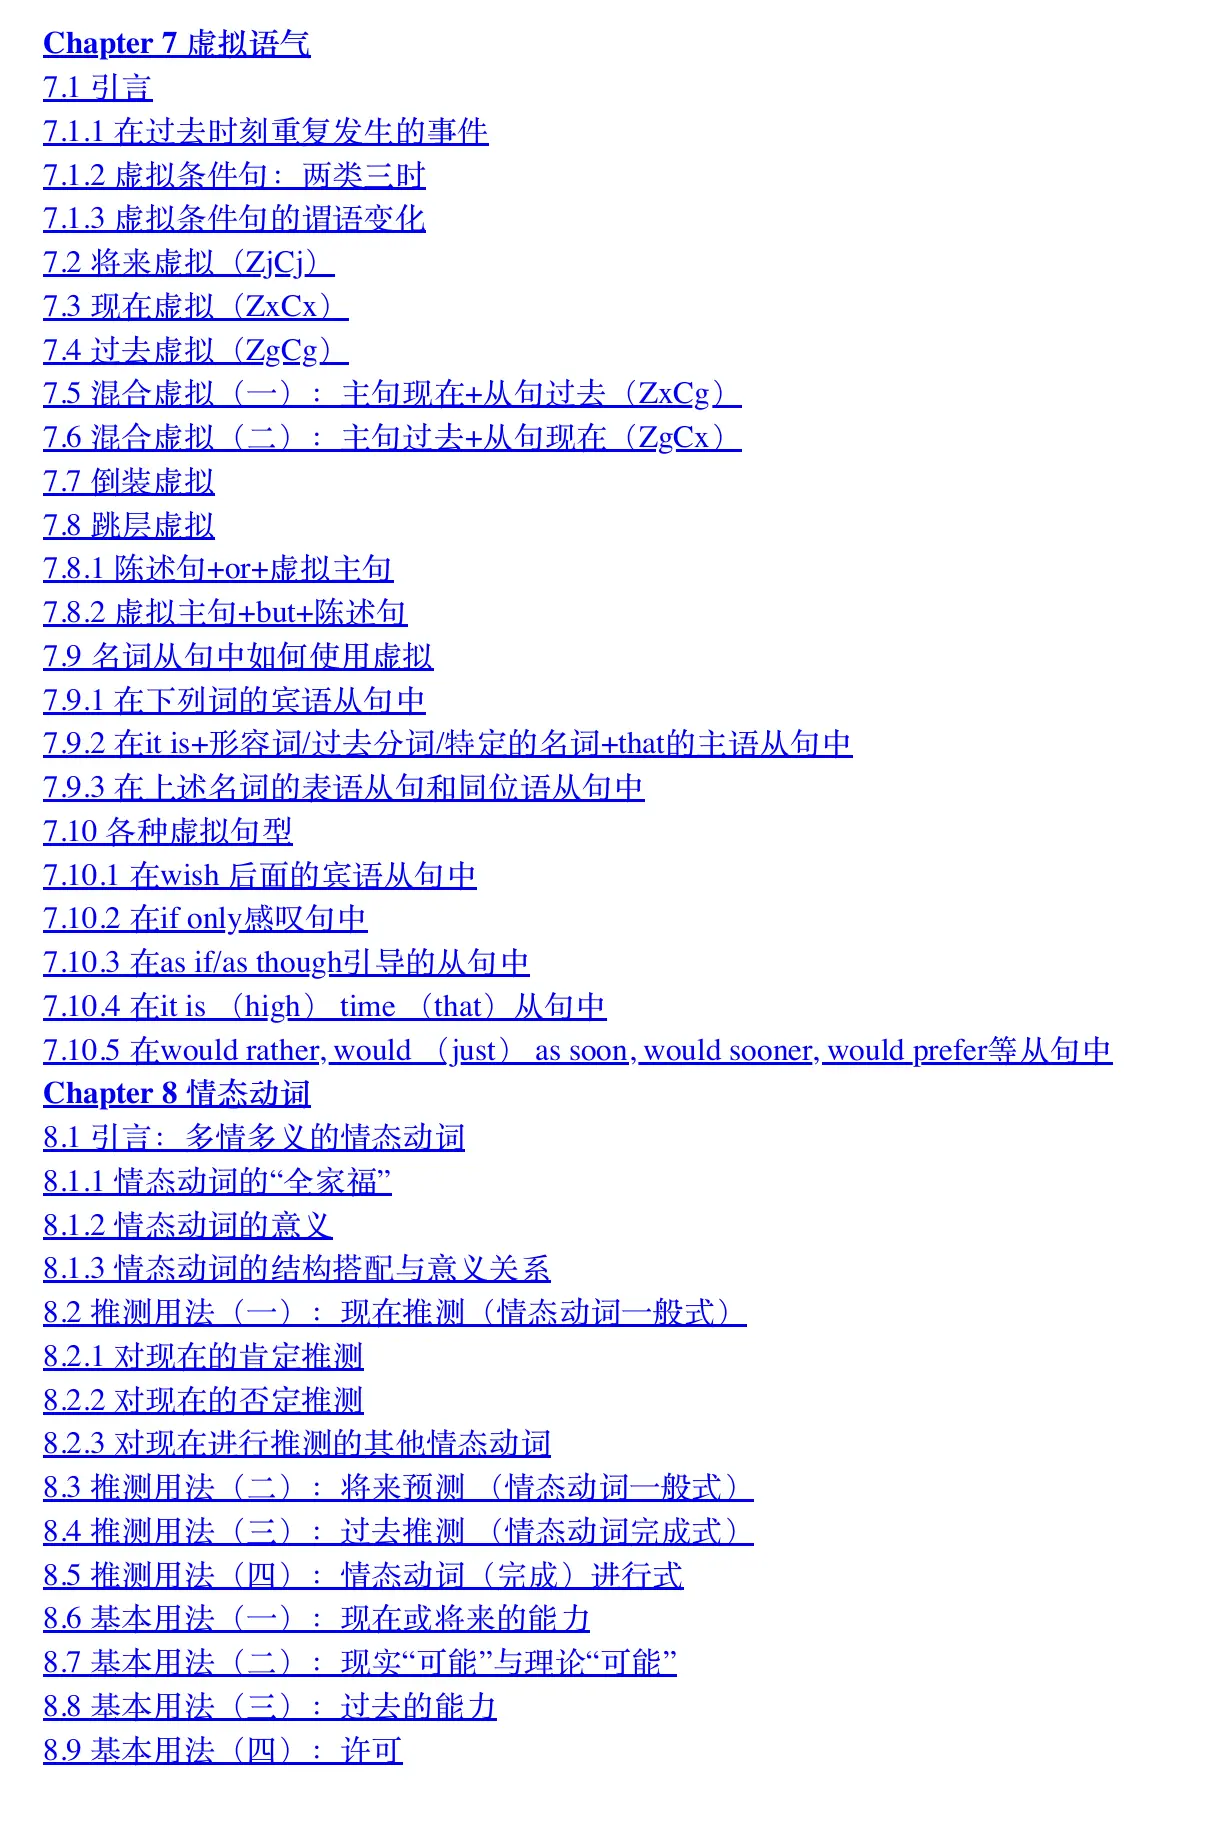 Chapter 7 虚拟语气
7.1 引言
7.1.1 在过去时刻重复发生的事件
7.1.2 虚拟条件句：两类三时
7.1.3 虚拟条件句的谓语变化
7.2 将来虚拟（ZjCj）
7.3 现在虚拟（ZxCx）
7.4 过去虚拟（ZgCg）
7.5 混合虚拟（一）：主句现在+从句过去（ZxCg）
7.6 混合虚拟（二）：主句过去+从句现在（ZgCx）
7.7 倒装虚拟
7.8 跳层虚拟
7.8.1 陈述句+or+虚拟主句
7.8.2 虚拟主句+but+陈述句
7.9 名词从句中如何使用虚拟
7.9.1 在下列词的宾语从句中
7.9.2 在it is+形容词/过去分词/特定的名词+that的主语从句中
7.9.3 在上述名词的表语从句和同位语从句中
7.10 各种虚拟句型
7.10.1 在wish 后面的宾语从句中
7.10.2 在if only感叹句中
7.10.3 在as if/as though引导的从句中
7.10.4 在it is （high） time （that）从句中
7.10.5 在would rather, would （just） as soon, would sooner, would prefer等从句中
Chapter 8 情态动词
8.1 引言：多情多义的情态动词
8.1.1 情态动词的“全家福”
8.1.2 情态动词的意义
8.1.3 情态动词的结构搭配与意义关系
8.2 推测用法（一）：现在推测（情态动词一般式）
8.2.1 对现在的肯定推测
8.2.2 对现在的否定推测
8.2.3 对现在进行推测的其他情态动词
8.3 推测用法（二）：将来预测 （情态动词一般式）
8.4 推测用法（三）：过去推测 （情态动词完成式）
8.5 推测用法（四）：情态动词（完成）进行式
8.6 基本用法（一）：现在或将来的能力
8.7 基本用法（二）：现实“可能”与理论“可能”
8.8 基本用法（三）：过去的能力
8.9 基本用法（四）：许可